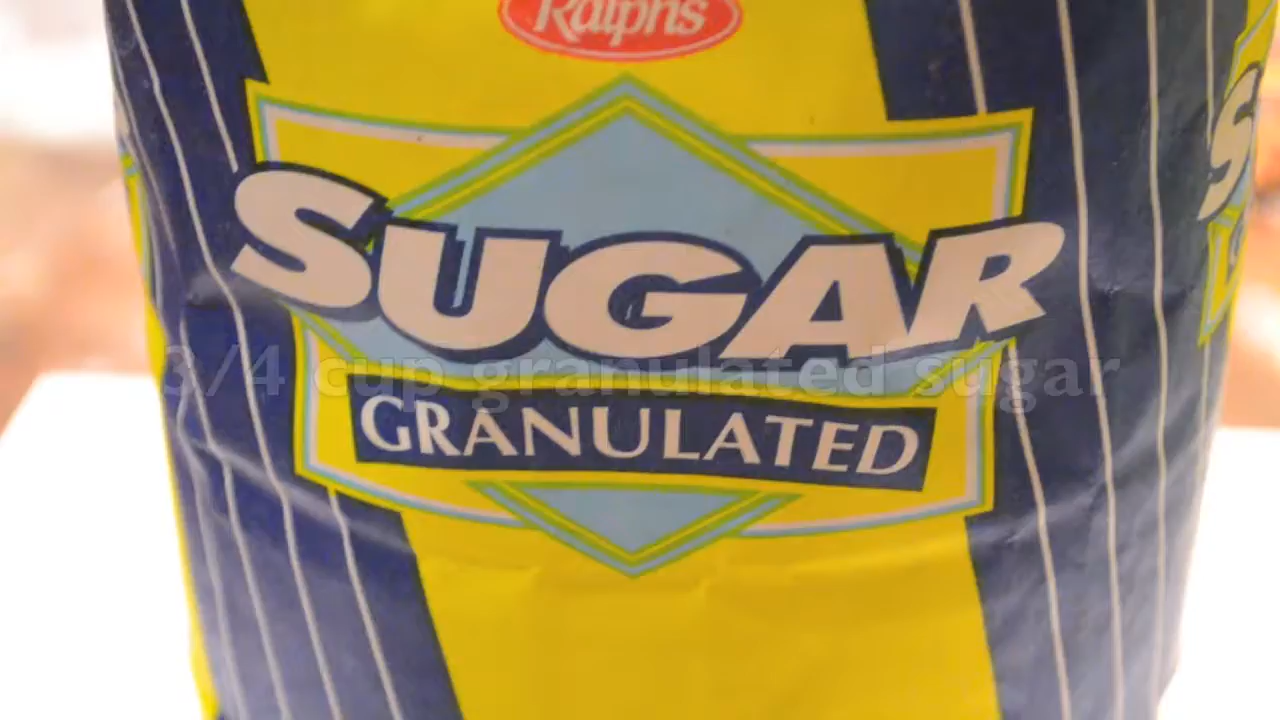 Ralphs
SUGAR
3/4 cup granulated sugar
GRANULATED
S